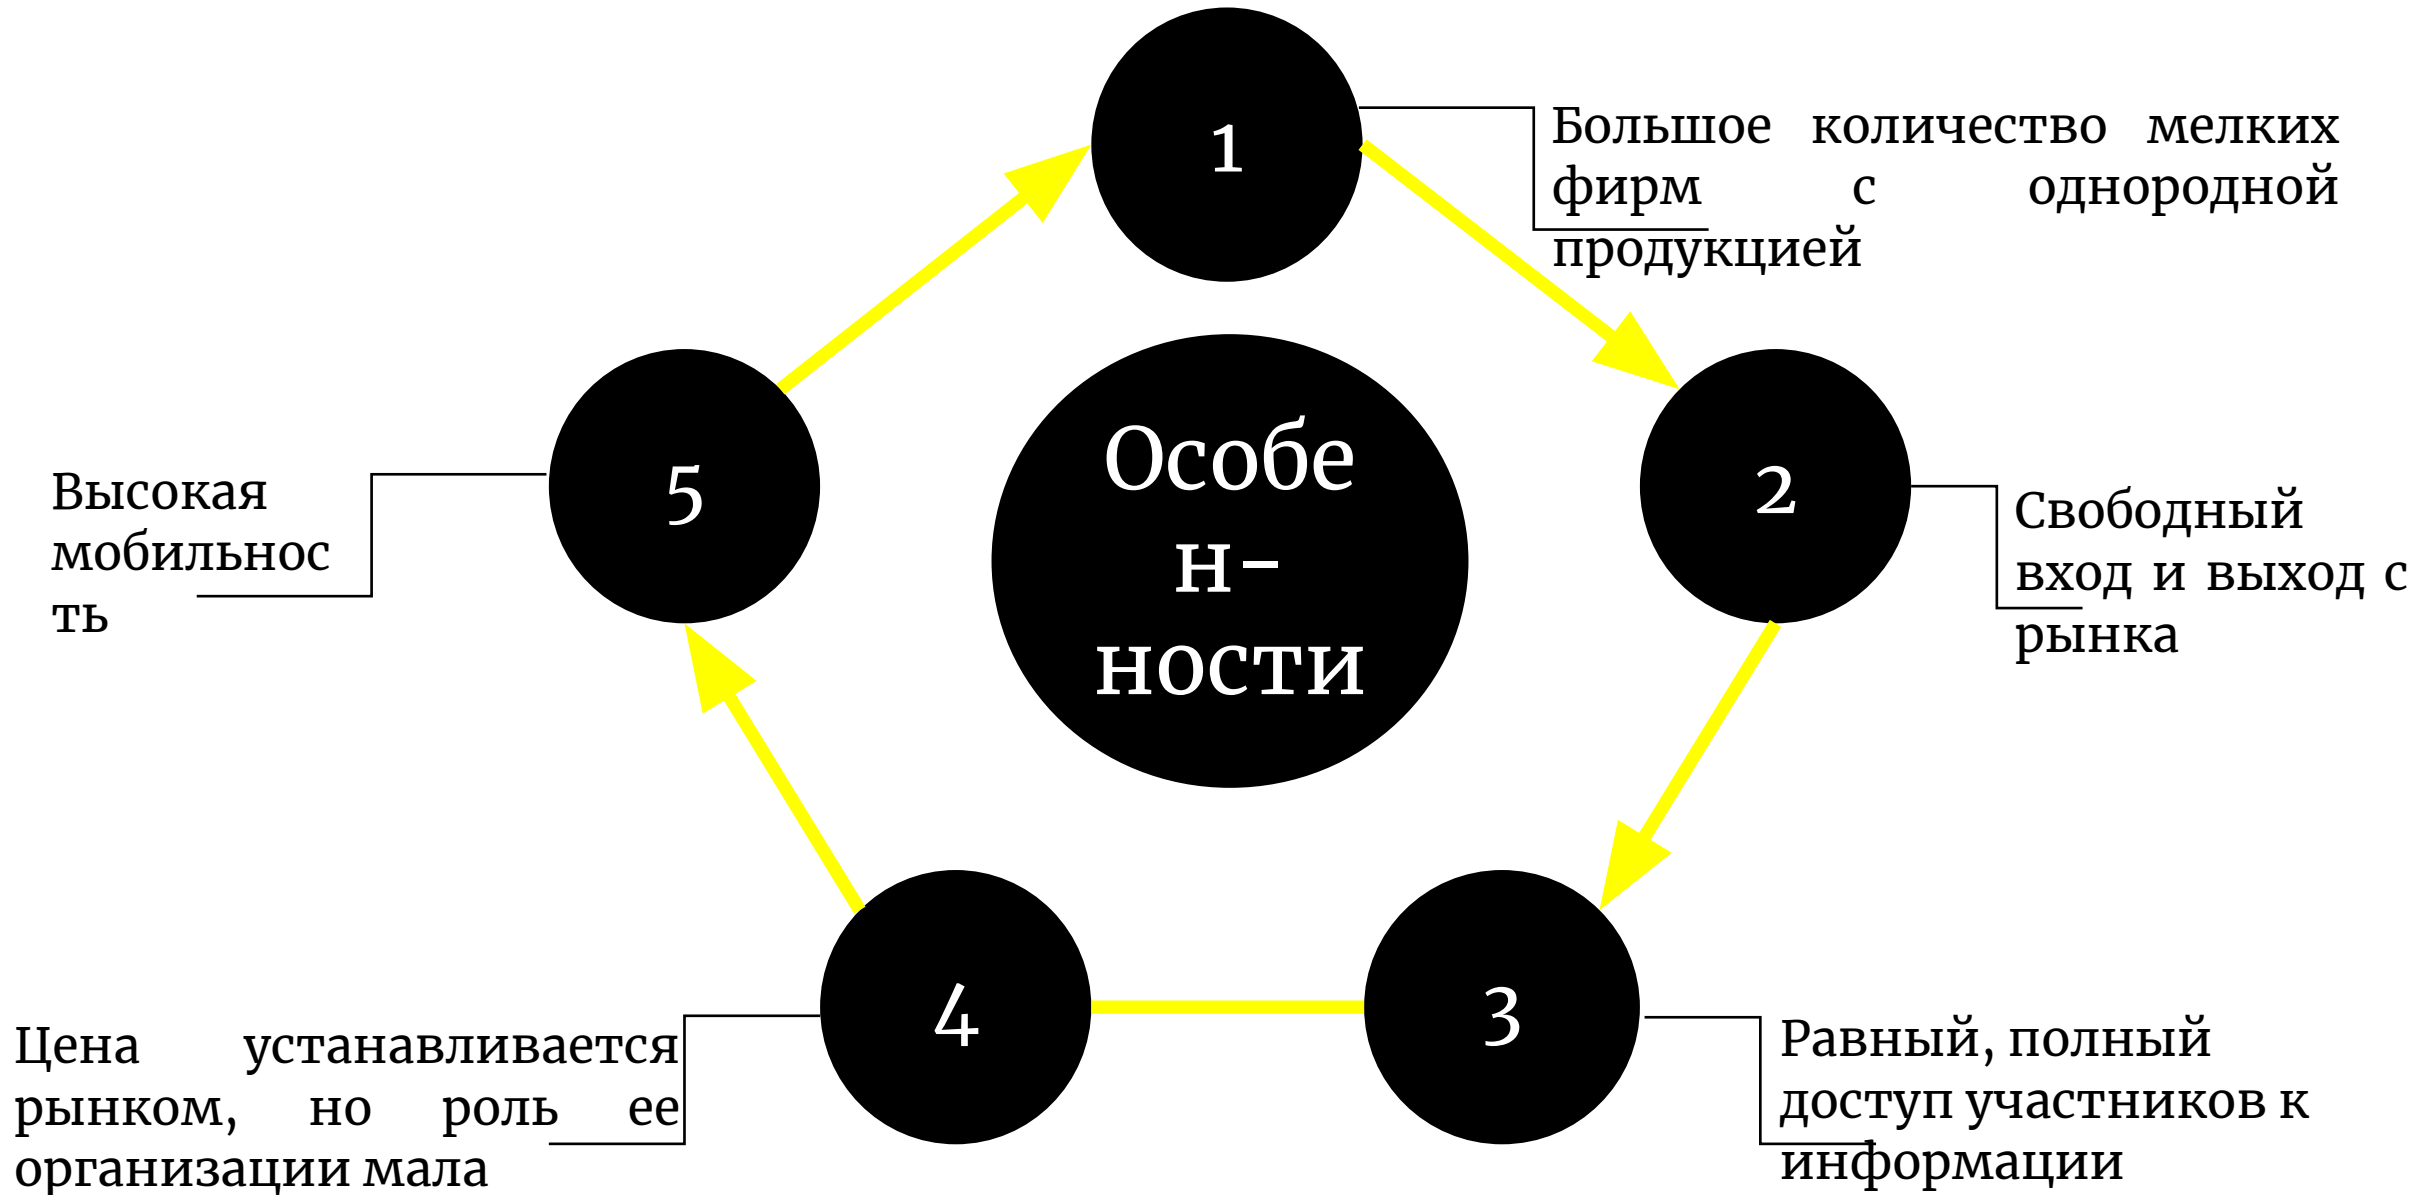 1
Большое количество мелких
фирм с однородной
продукцией
2
Свободный
вход и выход с
рынка
3
Равный, полный
доступ участников к
информации
4
Цена устанавливается
рынком, но роль ее
организации мала
5
Высокая
мобильнос
ть
Особе
н-
ности